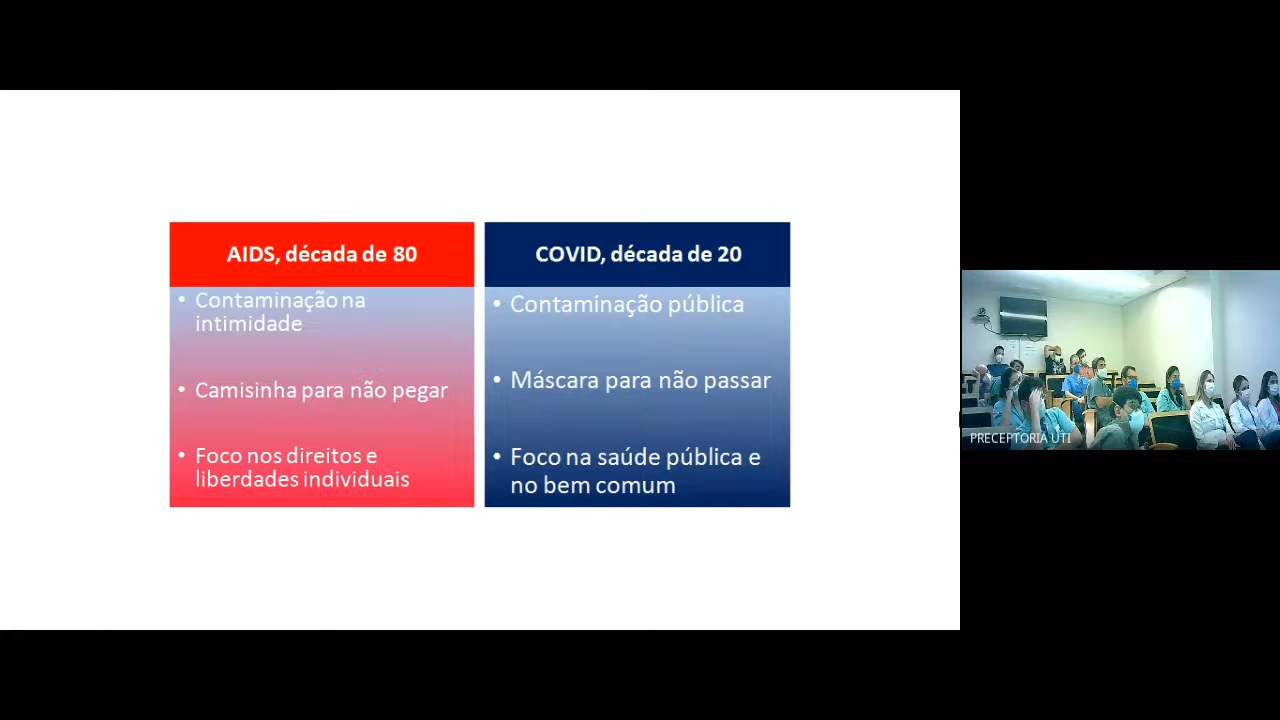 AIDS, década de 80
• Contaminação na
intimidade
• Camisinha para não pegar
• Foco nos direitos e
liberdades individuais
COVID, década de 20
• Contaminação pública
• Máscara para não passar
• Foco na saúde pública e
no bem comum
PRECEPTORIA UTI